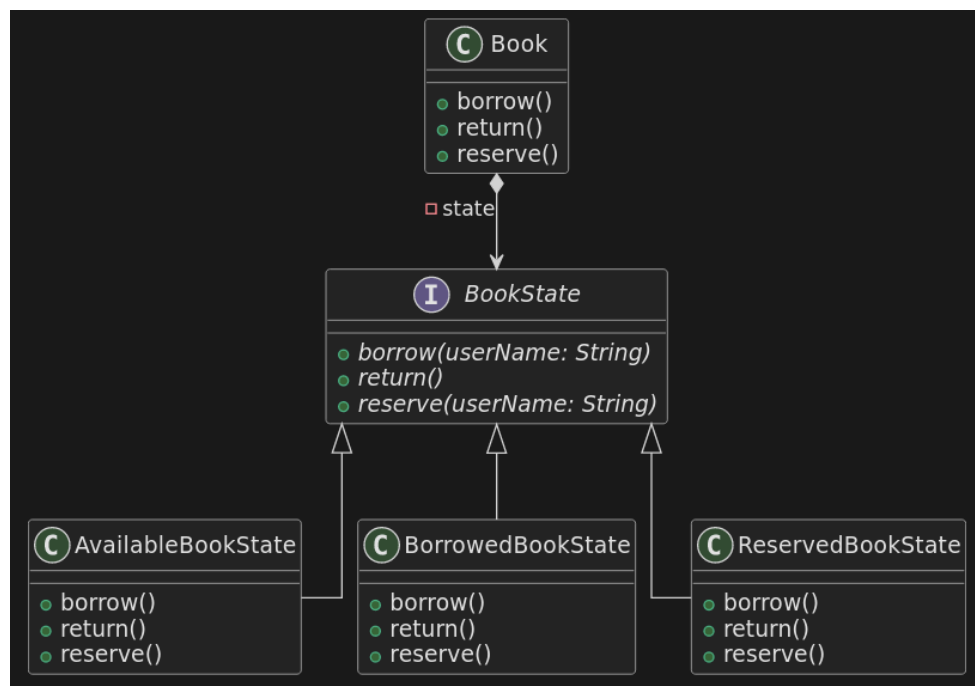 C Book
borrow()
return()
reserve()
state
I BookState
borrow(userName: String)
return()
reserve(userName: String)
C AvailableBookState
borrow()
return()
reserve()
C BorrowedBookState
borrow()
return()
reserve()
C ReservedBookState
borrow()
return()
reserve()